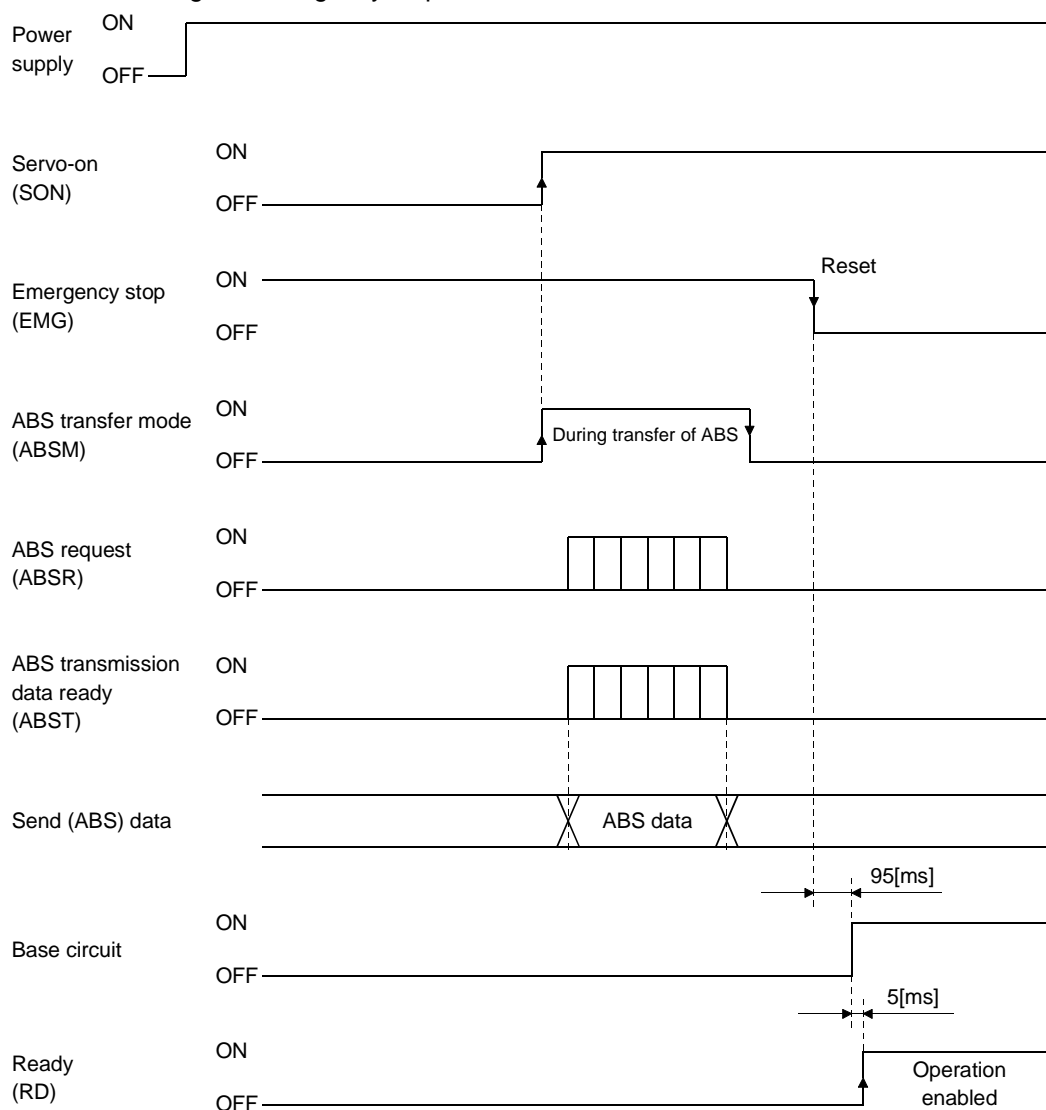 Power supply
ON
OFF
Servo-on (SON)
ON
OFF
Emergency stop (EMG)
ON
OFF
Reset
ABS transfer mode (ABSM)
ON
OFF
During transfer of ABS
ABS request (ABSR)
ON
OFF
ABS transmission data ready (ABST)
ON
OFF
Send (ABS) data
ABS data
95[ms]
Base circuit
ON
OFF
5[ms]
Ready (RD)
ON
OFF
Operation enabled